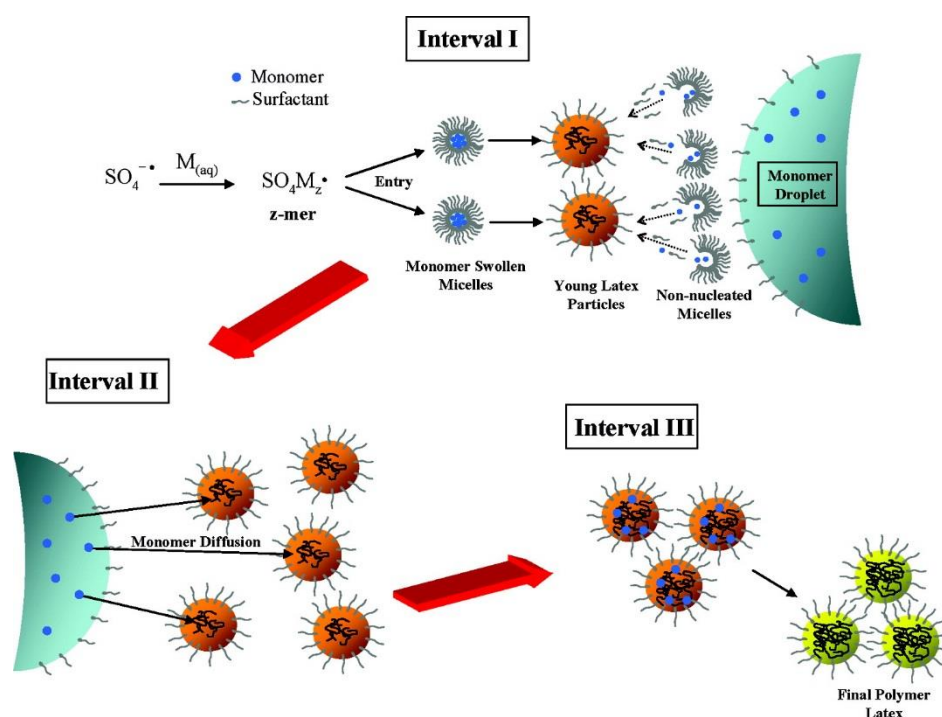 Interval I
Monomer
Surfactant
SO₄⁻•
M(aq)
SO₄Mz•
z-mer
Entry
Monomer Swollen
Micelles
Young Latex
Particles
Non-nucleated
Micelles
Monomer
Droplet
Interval II
Monomer Diffusion
Interval III
Final Polymer
Latex